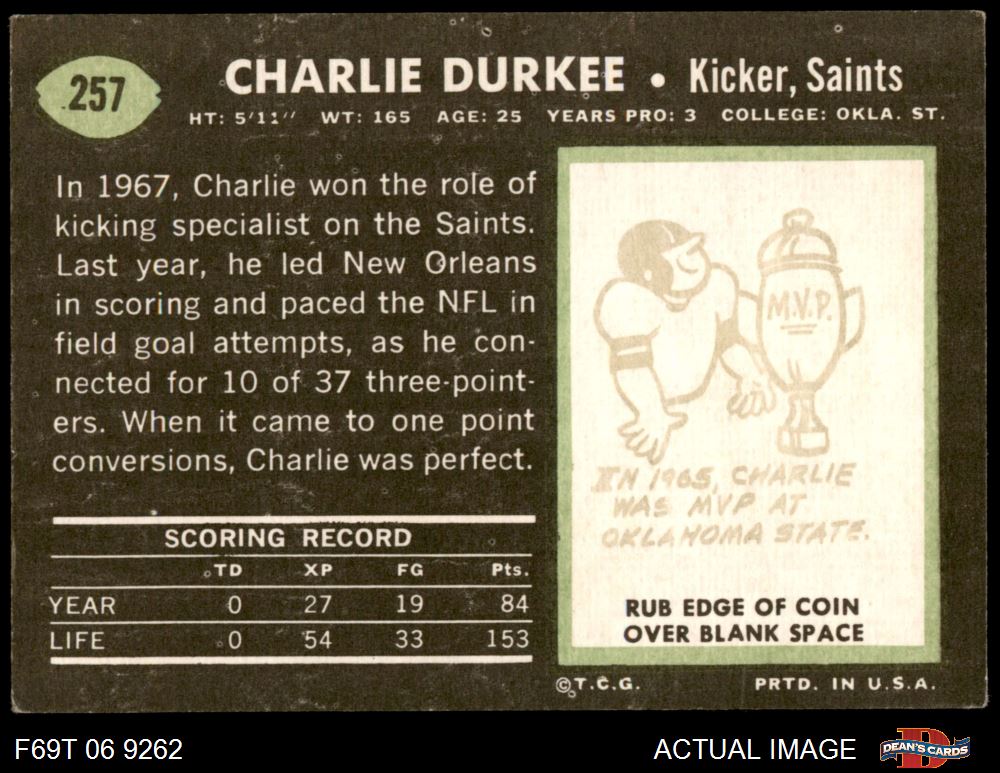 257
CHARLIE DURKEE • Kicker, Saints
HT: 5'11" WT: 165 AGE: 25 YEARS PRO: 3 COLLEGE: OKLA. ST.
In 1967, Charlie won the role of
kicking specialist on the Saints.
Last year, he led New Orleans
in scoring and paced the NFL in
field goal attempts, as he con-
nected for 10 of 37 three-point-
ers. When it came to one point
conversions, Charlie was perfect.
SCORING RECORD
TD XP FG Pts.
YEAR 0 27 19 84
LIFE 0 54 33 153
M.V.P.
IN 1965, CHARLIE
WAS MVP AT
OKLAHOMA STATE.
RUB EDGE OF COIN
OVER BLANK SPACE
©T.C.G. PRTD. IN U.S.A.
F69T 06 9262
ACTUAL IMAGE
DEAN'S CARDS